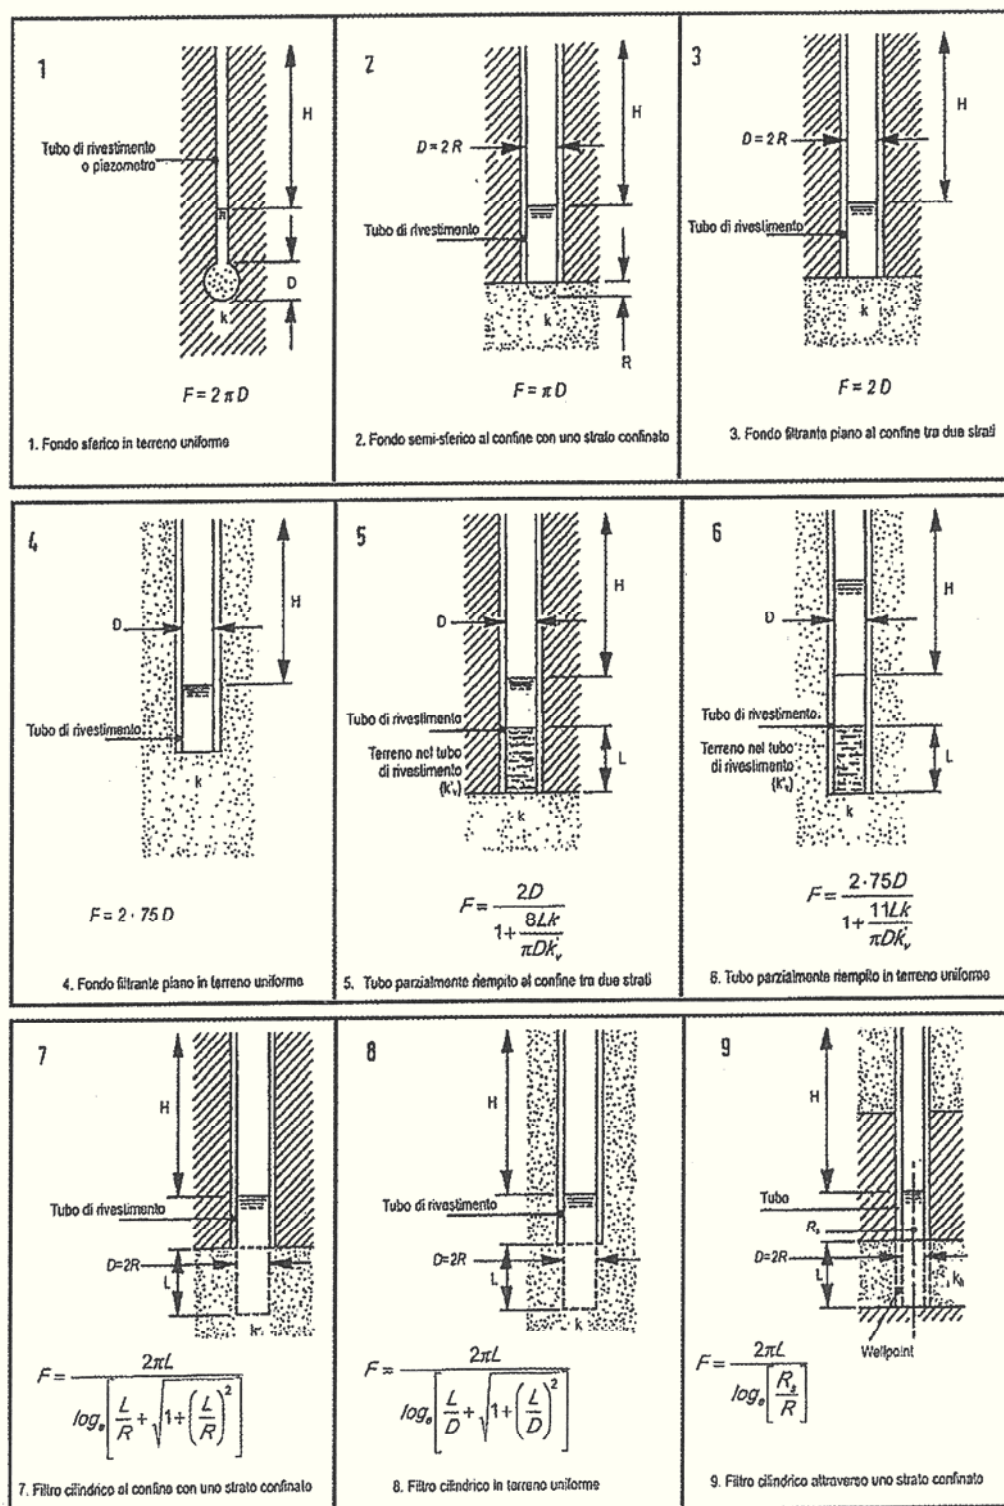 1
H
Tubo di rivestimento
o piezometro
D
k
F = 2 π D
1. Fondo sferico in terreno uniforme
2
H
D = 2 R
Tubo di rivestimento
k
R
F = π D
2. Fondo semi-sferico al confine con uno strato confinato
3
H
D = 2 R
Tubo di rivestimento
k
F = 2 D
3. Fondo filtrante piano al confine tra due strati
4
H
D
Tubo di rivestimento
k
F = 2·75 D
4. Fondo filtrante piano in terreno uniforme
5
H
D
Tubo di rivestimento
Terreno nel tubo
di rivestimento
(k'v)
L
k
F = 2D / (1 + 8Lk / πDk'v)
5. Tubo parzialmente riempito al confine tra due strati
6
H
D
Tubo di rivestimento
Terreno nel tubo
di rivestimento
(k'v)
L
k
F = 2·75D / (1 + 11Lk / πDk'v)
6. Tubo parzialmente riempito in terreno uniforme
7
H
Tubo di rivestimento
D=2R
L
k
F = 2πL / loge[L/R + √(1+(L/R)²)]
7. Filtro cilindrico al confine con uno strato confinato
8
H
Tubo di rivestimento
D=2R
L
k
F = 2πL / loge[L/D + √(1+(L/D)²)]
8. Filtro cilindrico in terreno uniforme
9
H
Tubo
Rs
D=2R
L
kh
Wellpoint
F = 2πL / loge[Rs/R]
9. Filtro cilindrico attraverso uno strato confinato